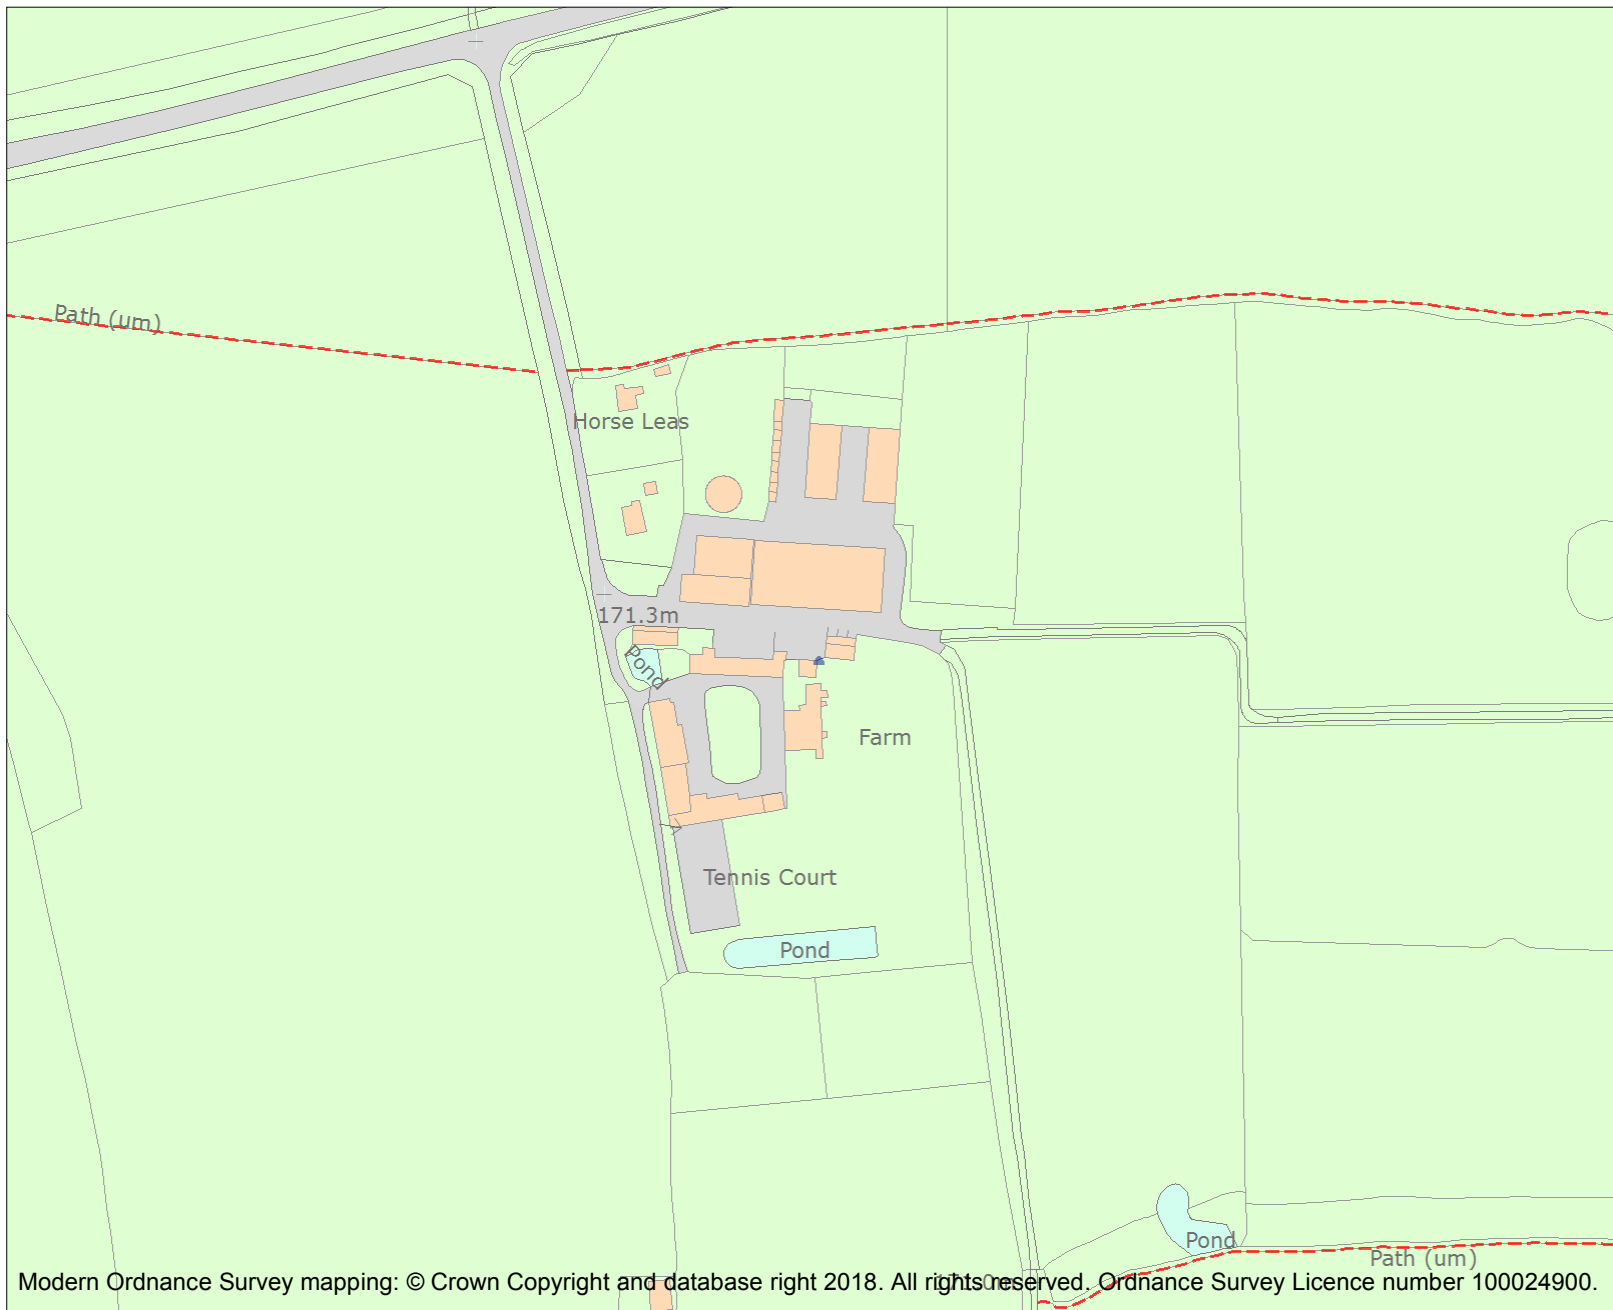 Path (um)
Horse Leas
171.3m
Pond
Farm
Tennis Court
Pond
Pond
Path (um)
Modern Ordnance Survey mapping: © Crown Copyright and database right 2018. All rights reserved. Ordnance Survey Licence number 100024900.